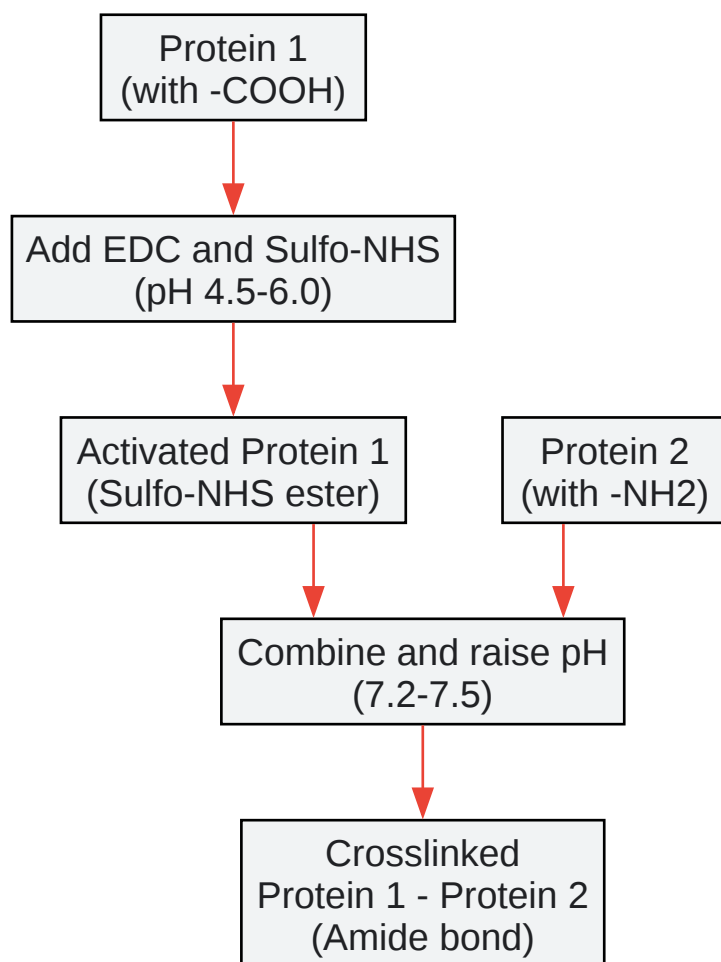 Protein 1
(with -COOH)
Add EDC and Sulfo-NHS
(pH 4.5-6.0)
Activated Protein 1
(Sulfo-NHS ester)
Protein 2
(with -NH2)
Combine and raise pH
(7.2-7.5)
Crosslinked
Protein 1 - Protein 2
(Amide bond)